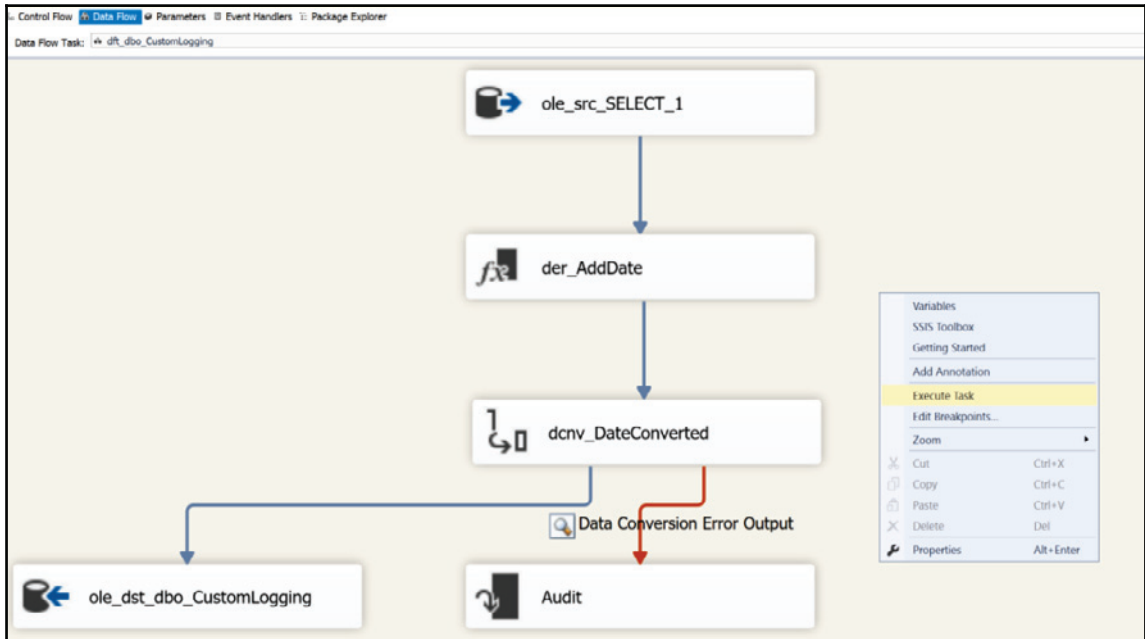 Control Flow Data Flow Parameters Event Handlers Package Explorer
Data Flow Task: dft_dbo_CustomLogging
ole_src_SELECT_1
der_AddDate
Variables
SSIS Toolbox
Getting Started
Add Annotation
Execute Task
Edit Breakpoints...
Zoom
Cut Ctrl+X
Copy Ctrl+C
Paste Ctrl+V
Delete Del
Properties Alt+Enter
dcnv_DateConverted
Data Conversion Error Output
ole_dst_dbo_CustomLogging
Audit